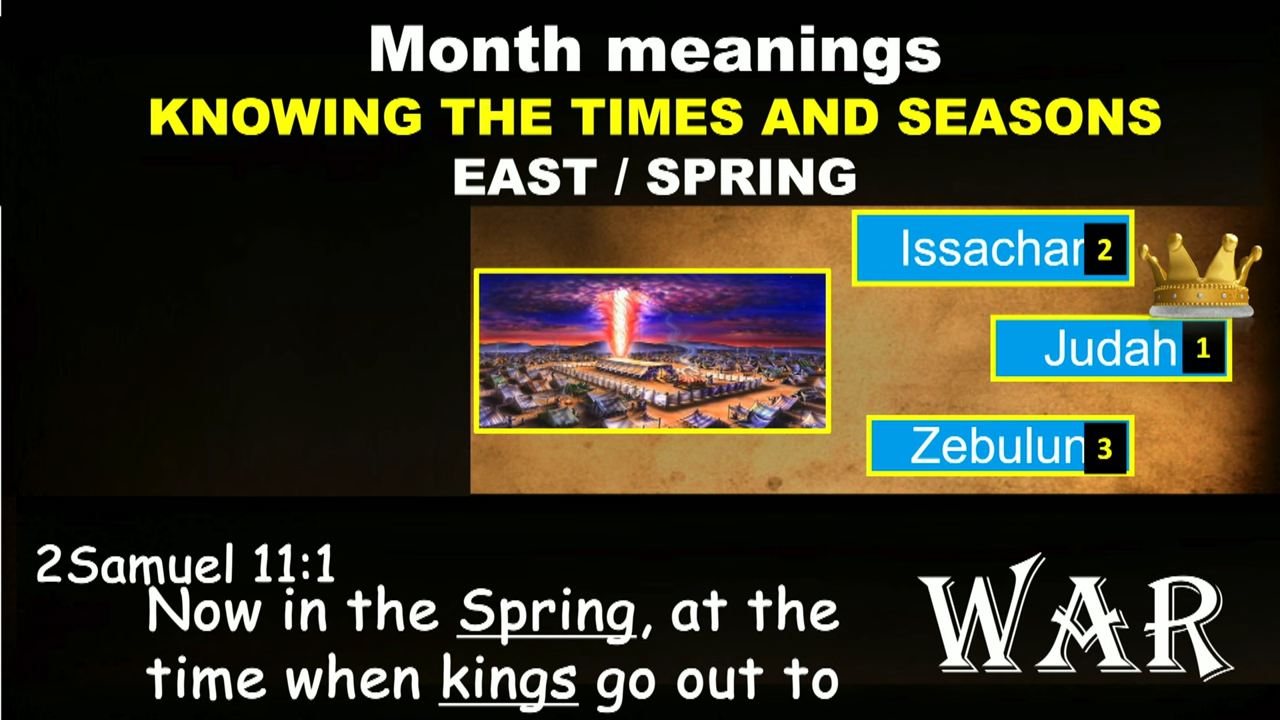 Month meanings
KNOWING THE TIMES AND SEASONS
EAST / SPRING
Issachar 2
Judah 1
Zebulun 3
2Samuel 11:1
Now in the Spring, at the
time when kings go out to
WAR